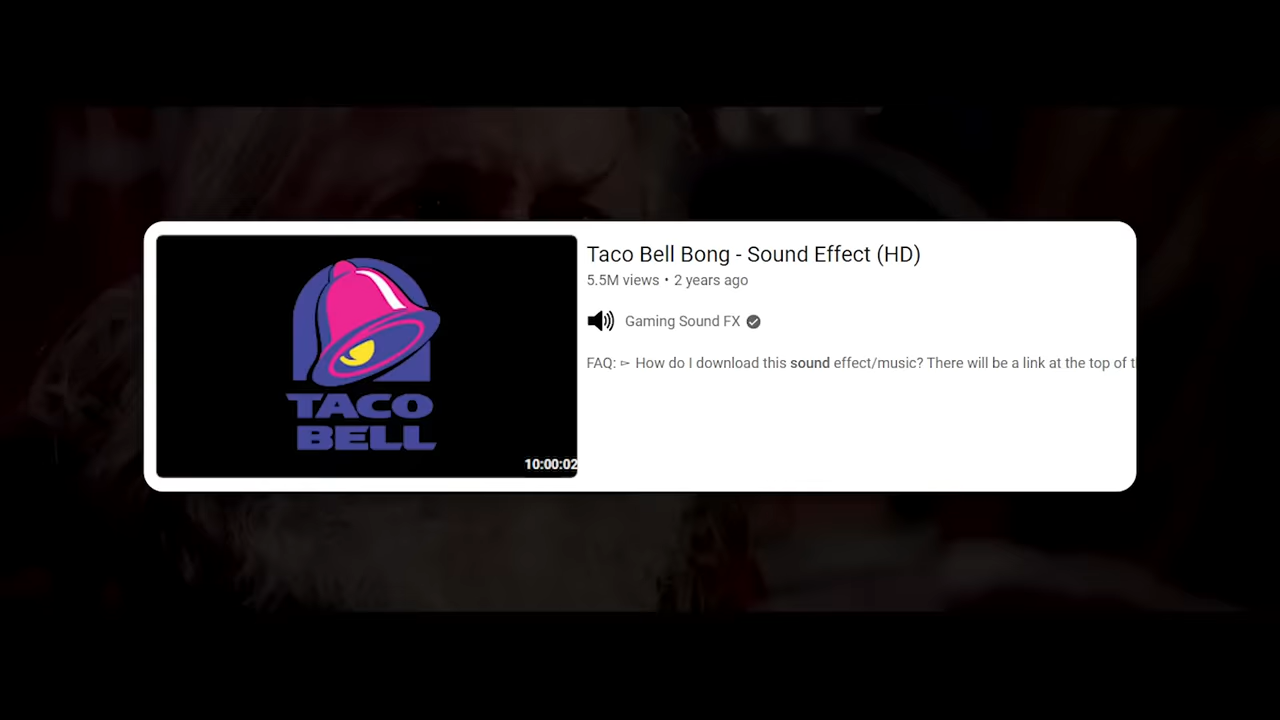 Taco Bell Bong - Sound Effect (HD)
5.5M views • 2 years ago
Gaming Sound FX
FAQ: ▻ How do I download this sound effect/music? There will be a link at the top of t
TACO
BELL
10:00:02